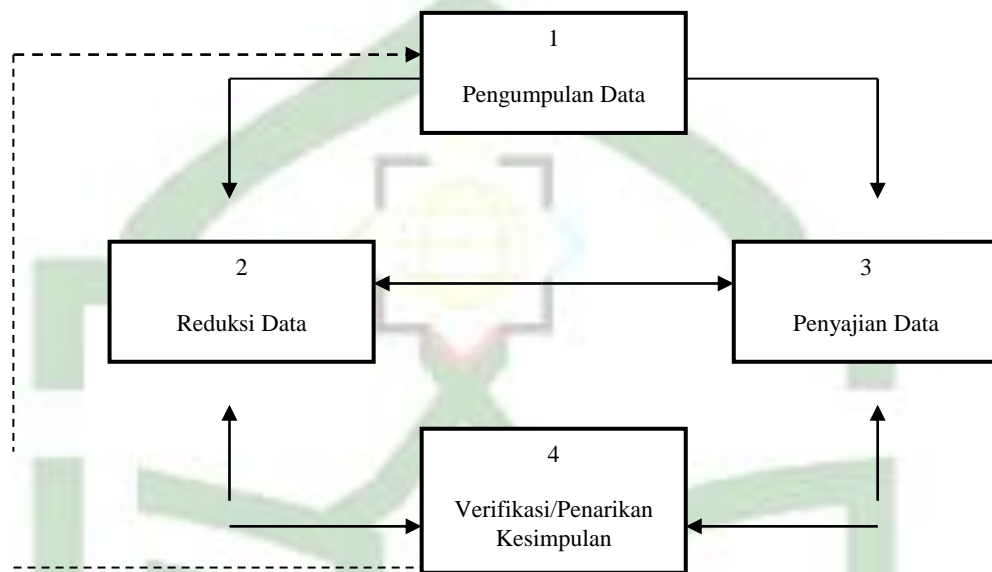 1
Pengumpulan Data
2
Reduksi Data
3
Penyajian Data
4
Verifikasi/Penarikan
Kesimpulan